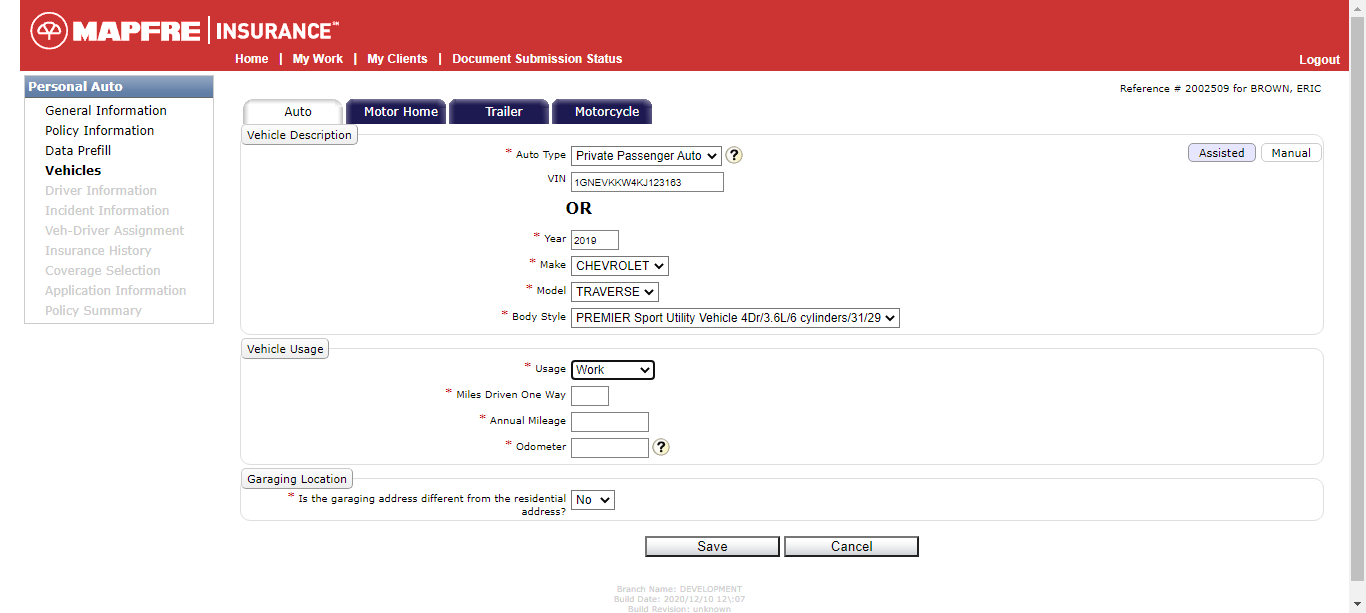 MAPFRE | INSURANCE℠
Home | My Work | My Clients | Document Submission Status
Logout
Personal Auto
General Information
Policy Information
Data Prefill
Vehicles
Driver Information
Incident Information
Veh-Driver Assignment
Insurance History
Coverage Selection
Application Information
Policy Summary
Reference # 2002509 for BROWN, ERIC
Auto Motor Home Trailer Motorcycle
Vehicle Description
* Auto Type Private Passenger Auto ?
Assisted Manual
VIN 1GNEVKKW4KJ123163
OR
* Year 2019
* Make CHEVROLET
* Model TRAVERSE
* Body Style PREMIER Sport Utility Vehicle 4Dr/3.6L/6 cylinders/31/29
Vehicle Usage
* Usage Work
* Miles Driven One Way
* Annual Mileage
* Odometer ?
Garaging Location
* Is the garaging address different from the residential
address? No
Save Cancel
Branch Name: DEVELOPMENT
Build Date: 2020/12/10 12\:07
Build Revision: unknown